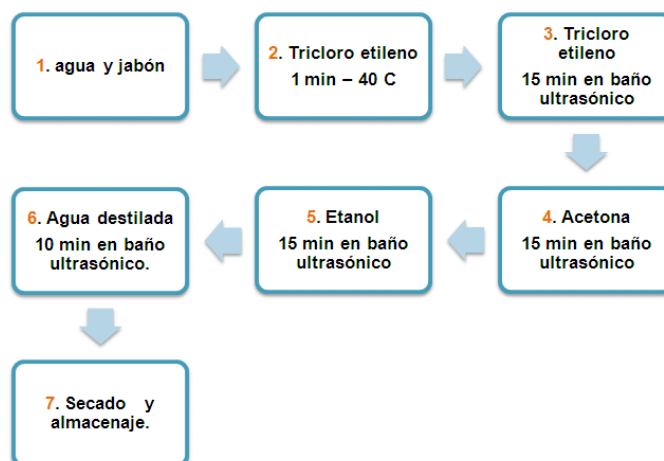 1. agua y jabón
2. Tricloro etileno
1 min – 40 C
3. Tricloro
etileno
15 min en baño
ultrasónico
4. Acetona
15 min en baño
ultrasónico
5. Etanol
15 min en baño
ultrasónico
6. Agua destilada
10 min en baño
ultrasónico.
7. Secado y
almacenaje.